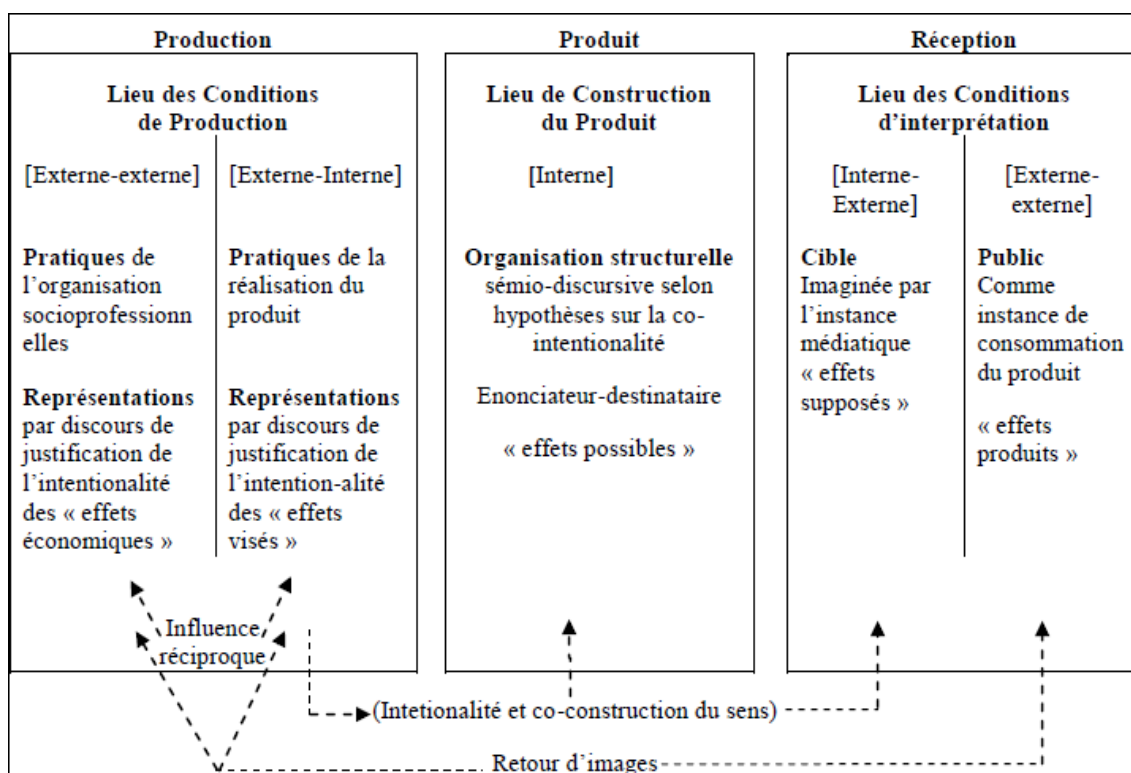 Production
Lieu des Conditions
de Production
[Externe-externe]
Pratiques de
l’organisation
socioprofessionn
elles
Représentations
par discours de
justification de
l’intentionalité
des « effets
économiques »
[Externe-Interne]
Pratiques de la
réalisation du
produit
Représentations
par discours de
justification de
l’intention-alité
des « effets
visés »
Influence
réciproque
Produit
Lieu de Construction
du Produit
[Interne]
Organisation structurelle
sémio-discursive selon
hypothèses sur la co-
intentionalité
Enonciateur-destinataire
« effets possibles »
Réception
Lieu des Conditions
d’interprétation
[Interne-
Externe]
Cible
Imaginée par
l’instance
médiatique
« effets
supposés »
[Externe-
externe]
Public
Comme
instance de
consommation
du produit
« effets
produits »
(Intetionalité et co-construction du sens)
Retour d’images